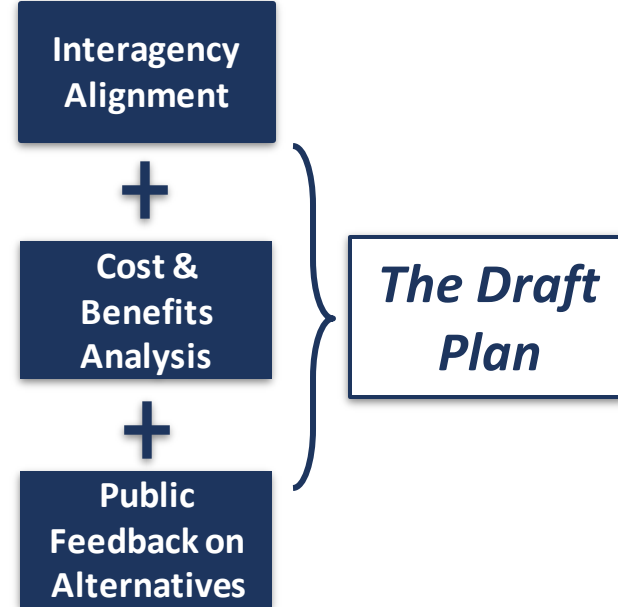 Interagency
Alignment
+
Cost &
Benefits
Analysis
+
Public
Feedback on
Alternatives
The Draft
Plan